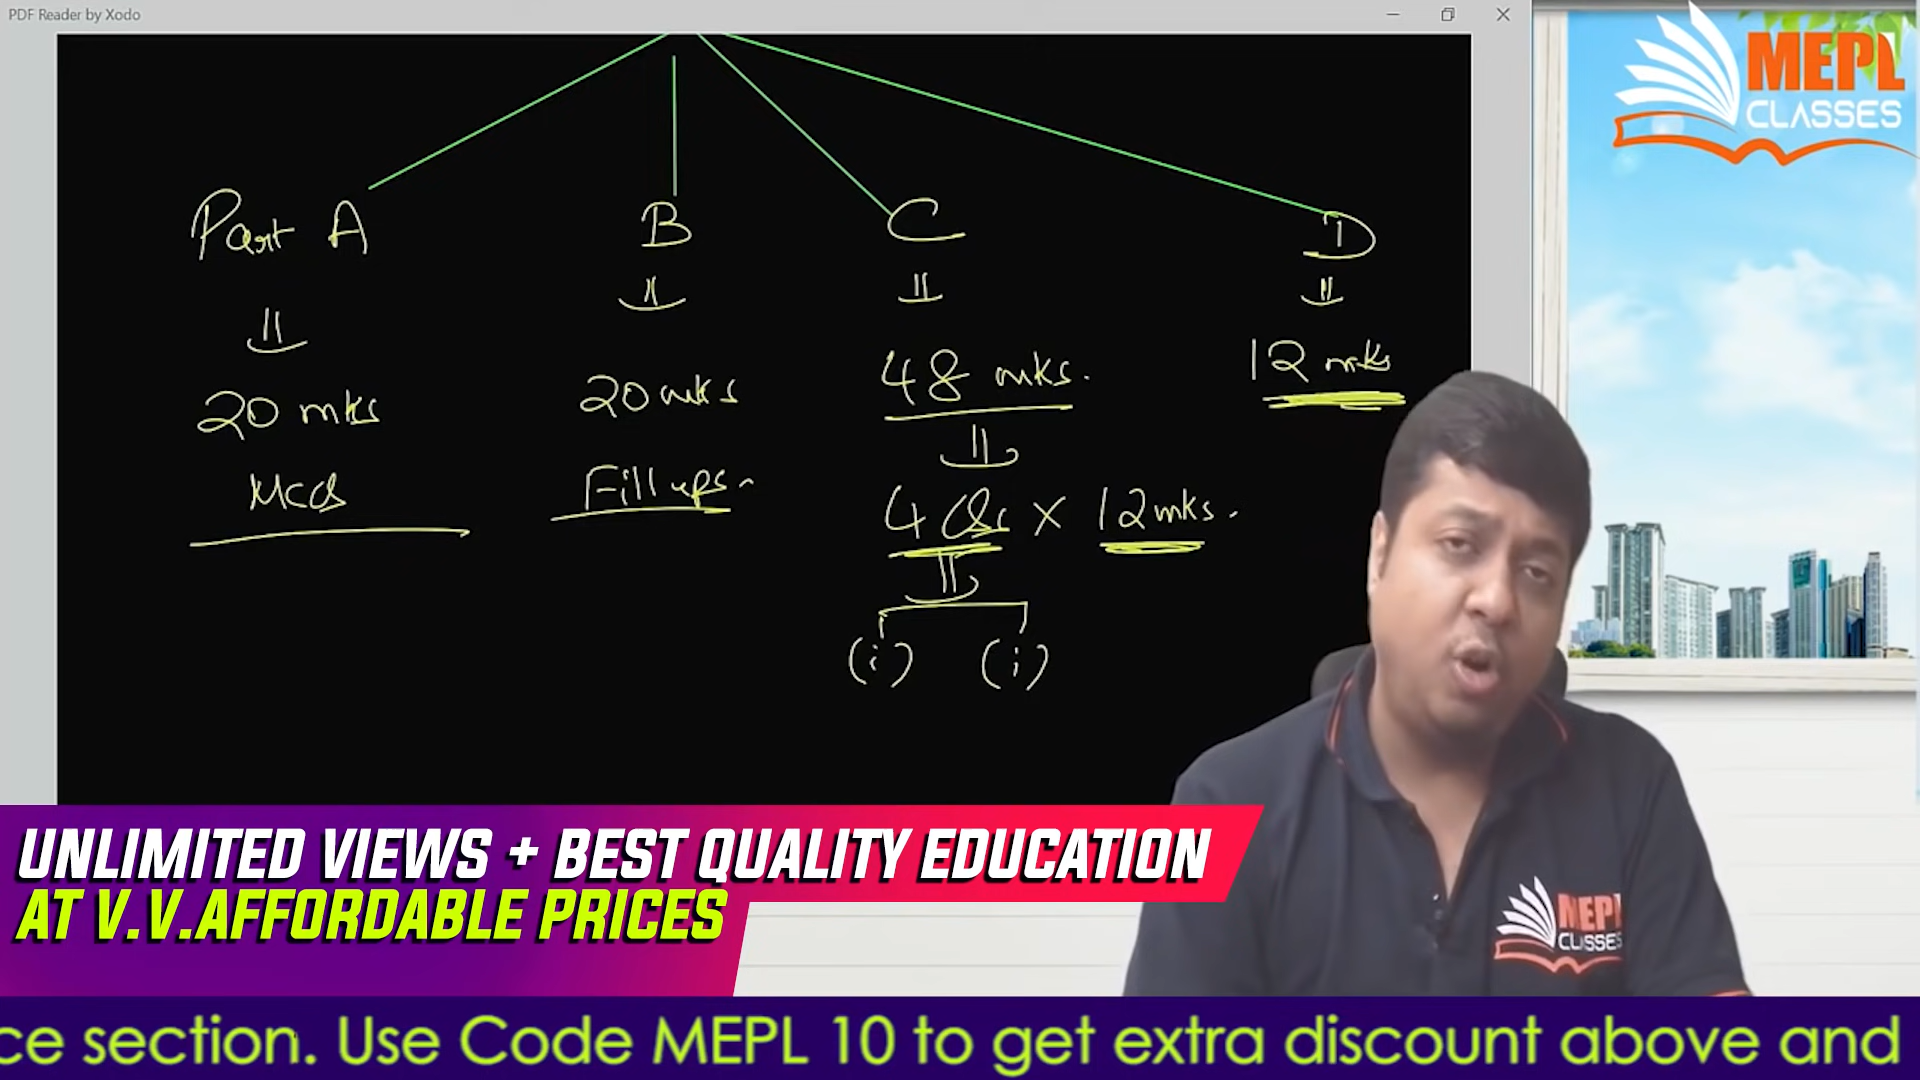 PDF Reader by Xodo
MEPL
CLASSES
Part A B C D
20 mks 20 mks 48 mks. 12 mks
MCQ Fill ups.
4 Qs x 12 mks.
(i) (i)
MEPL
CLASSES
UNLIMITED VIEWS + BEST QUALITY EDUCATION
AT V.V.AFFORDABLE PRICES
ce section. Use Code MEPL 10 to get extra discount above and